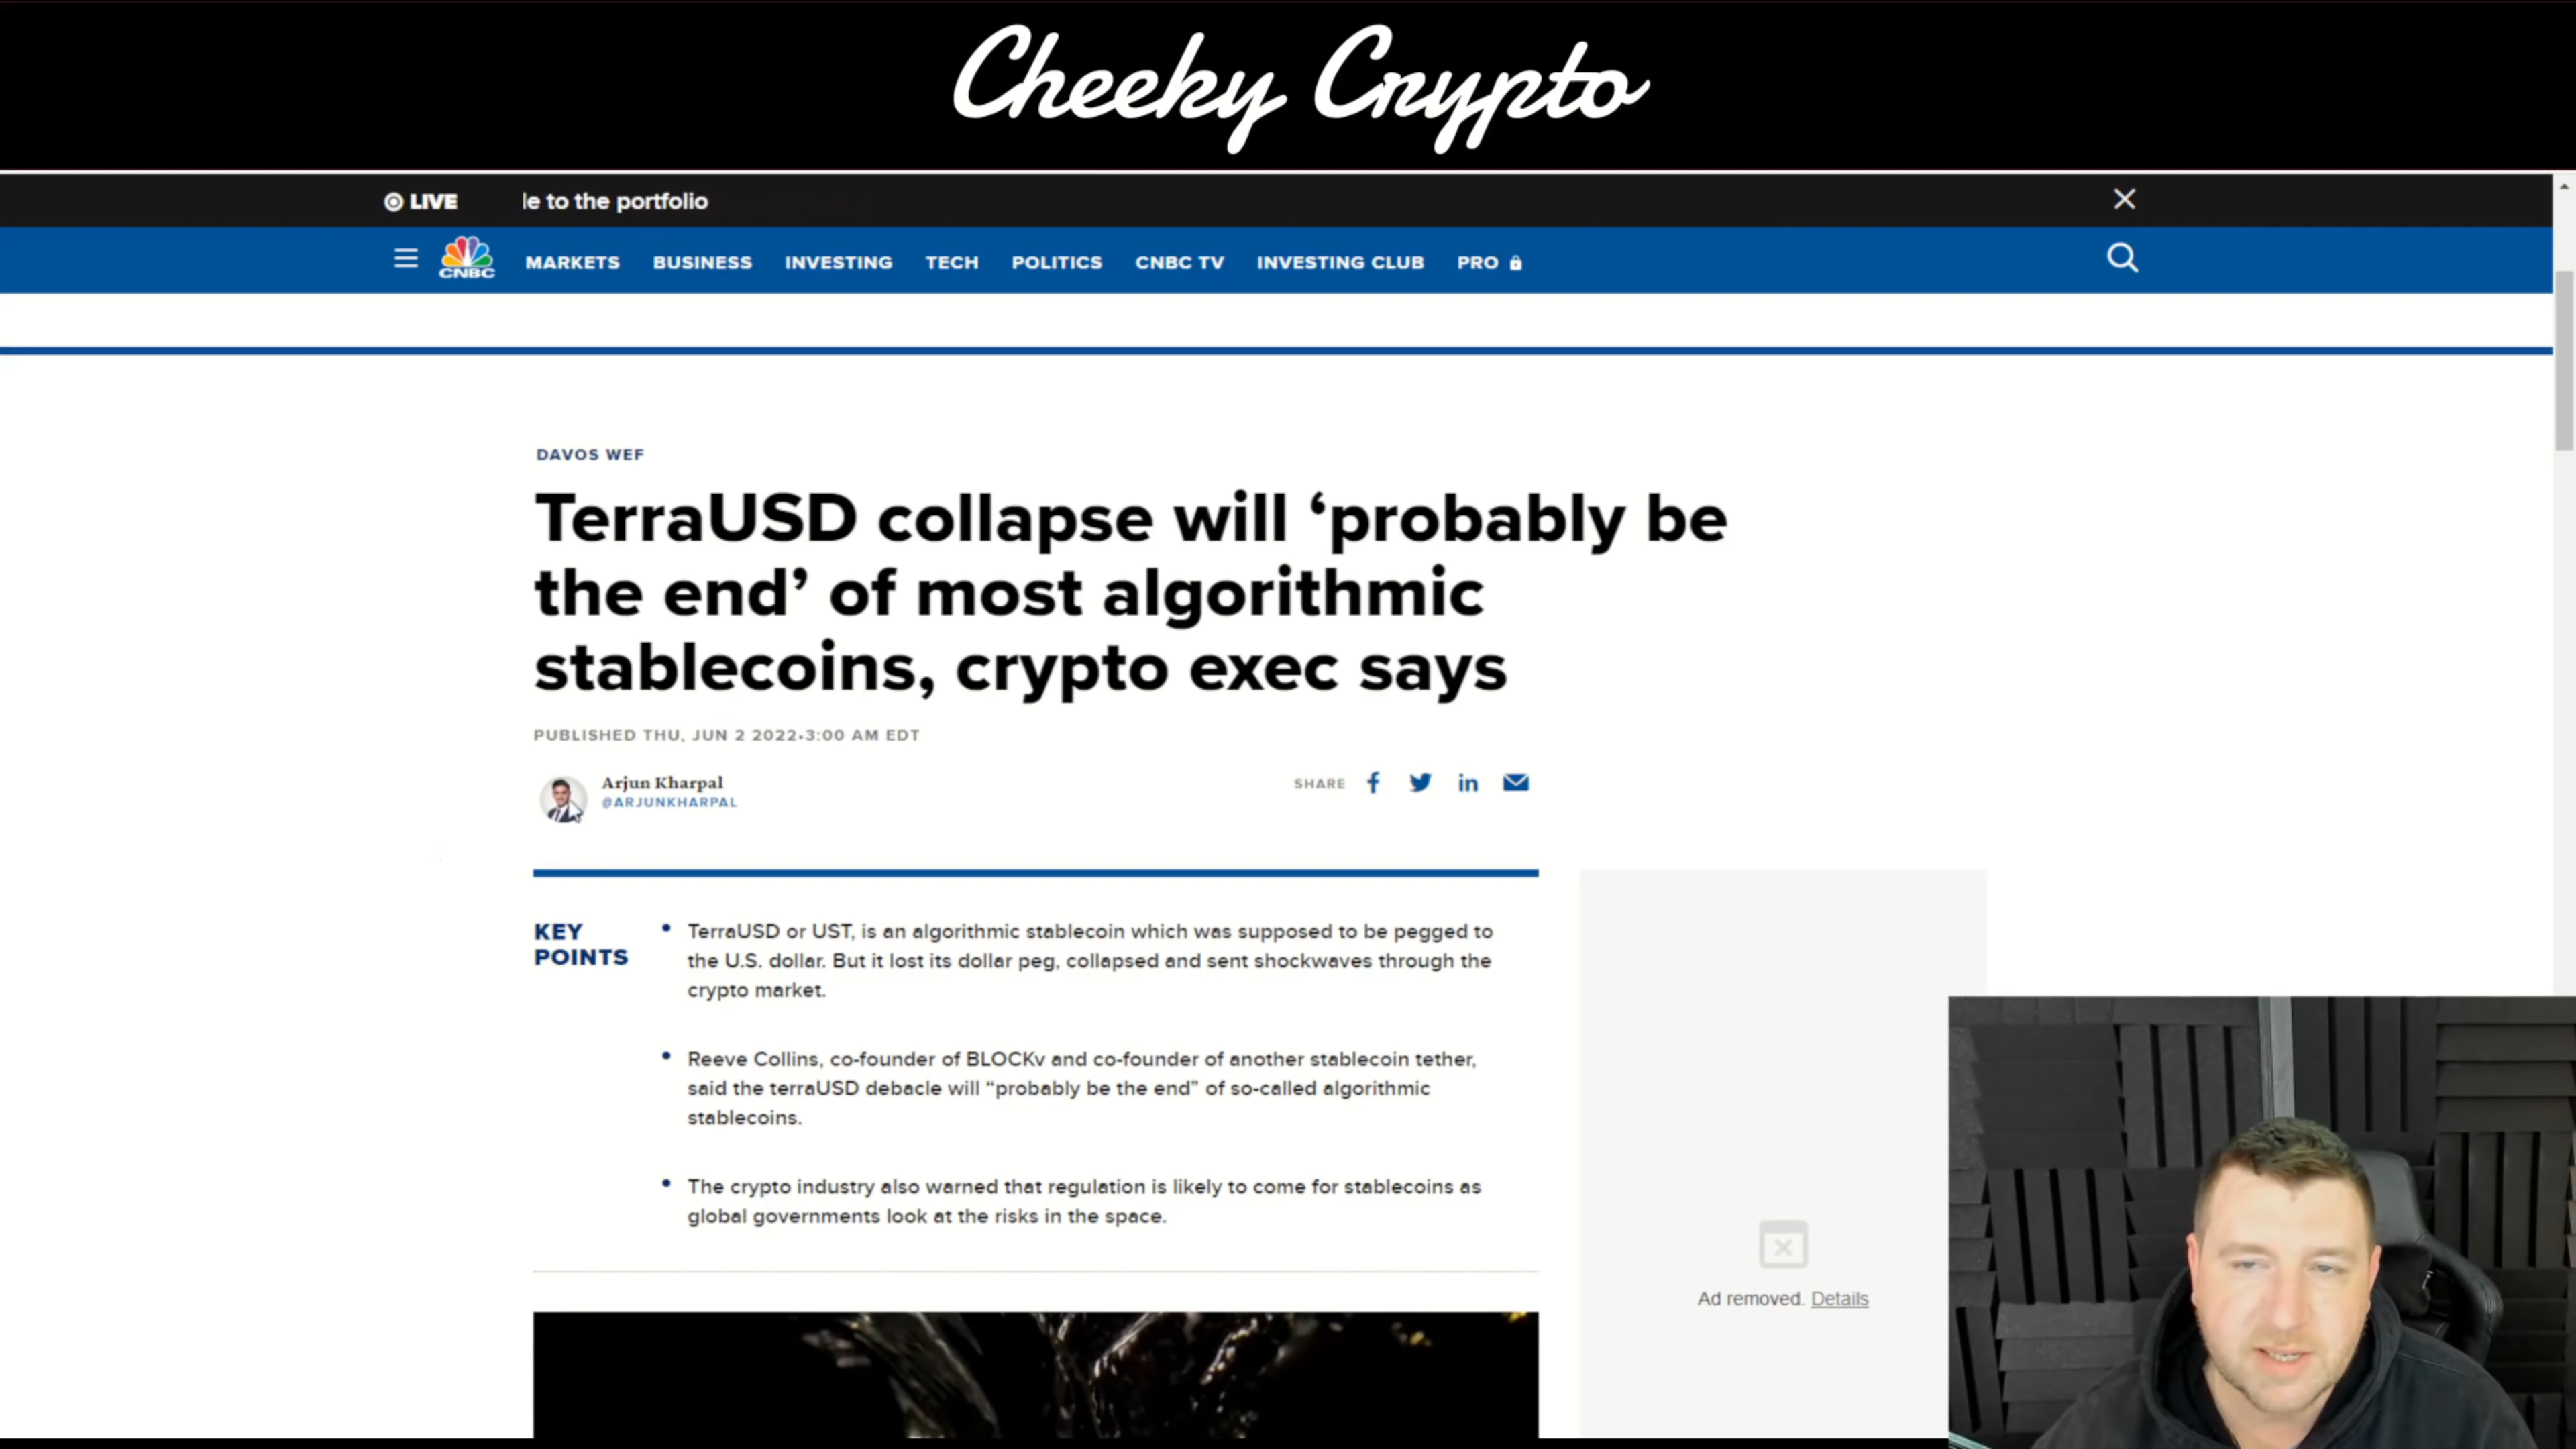 Cheeky Crypto
LIVE
le to the portfolio
CNBC
MARKETS BUSINESS INVESTING TECH POLITICS CNBC TV INVESTING CLUB PRO
DAVOS WEF
TerraUSD collapse will ‘probably be
the end’ of most algorithmic
stablecoins, crypto exec says
PUBLISHED THU, JUN 2 2022•3:00 AM EDT
Arjun Kharpal
@ARJUNKHARPAL
SHARE
KEY
POINTS
• TerraUSD or UST, is an algorithmic stablecoin which was supposed to be pegged to
the U.S. dollar. But it lost its dollar peg, collapsed and sent shockwaves through the
crypto market.
• Reeve Collins, co-founder of BLOCKv and co-founder of another stablecoin tether,
said the terraUSD debacle will “probably be the end” of so-called algorithmic
stablecoins.
• The crypto industry also warned that regulation is likely to come for stablecoins as
global governments look at the risks in the space.
Ad removed. Details